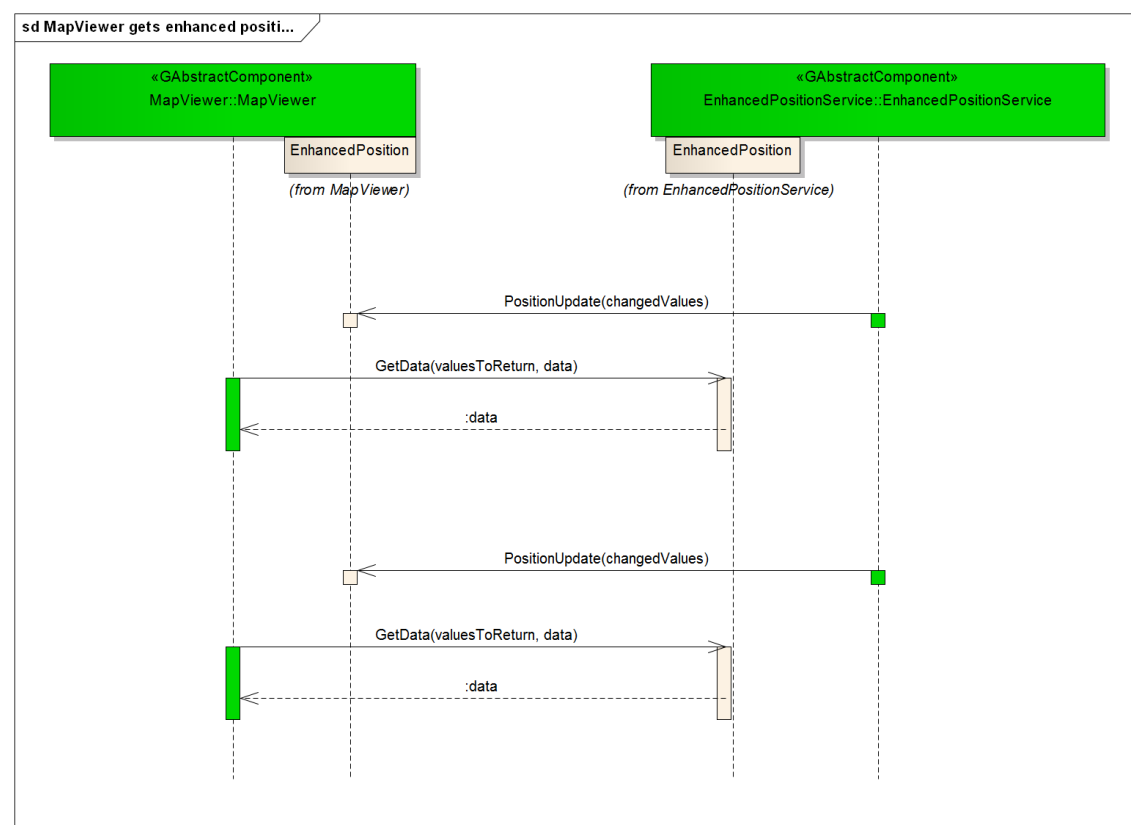 sd MapViewer gets enhanced positi...
«GAbstractComponent»
MapViewer::MapViewer
«GAbstractComponent»
EnhancedPositionService::EnhancedPositionService
EnhancedPosition
(from MapViewer)
EnhancedPosition
(from EnhancedPositionService)
PositionUpdate(changedValues)
GetData(valuesToReturn, data)
:data
PositionUpdate(changedValues)
GetData(valuesToReturn, data)
:data